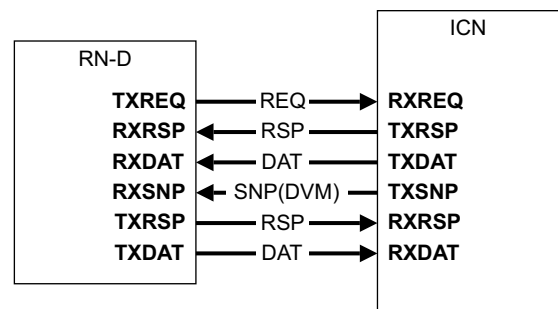 ICN
RN-D
TXREQ REQ RXREQ
RXRSP RSP TXRSP
RXDAT DAT TXDAT
RXSNP SNP(DVM) TXSNP
TXRSP RSP RXRSP
TXDAT DAT RXDAT